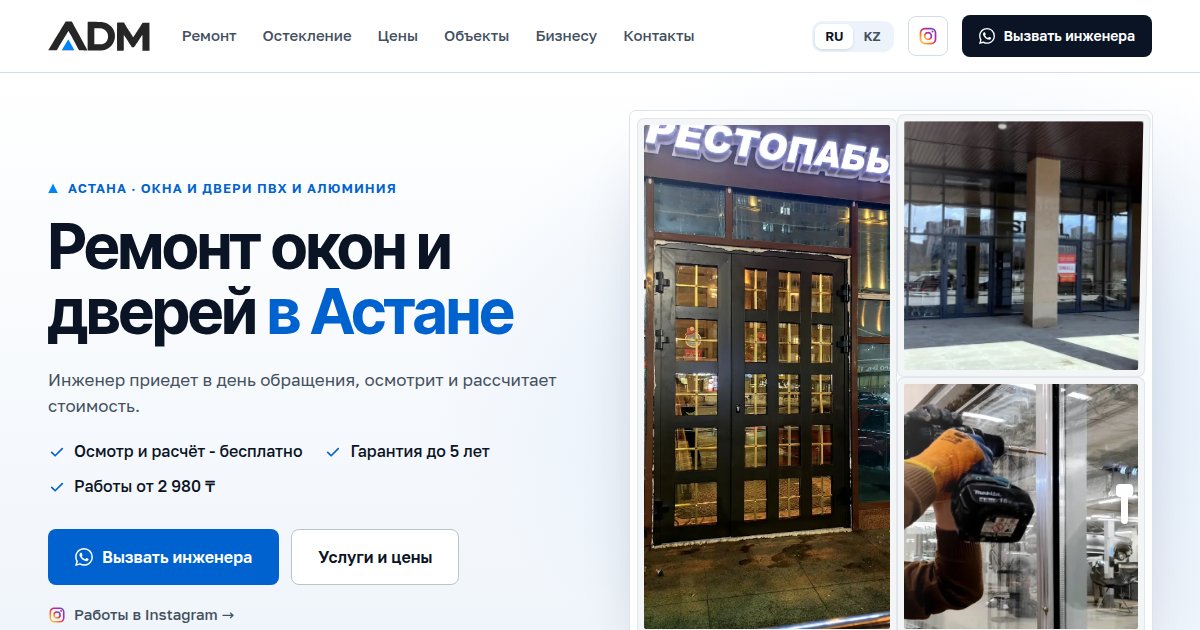 ADM
Ремонт
Остекление
Цены
Объекты
Бизнесу
Контакты
RU
KZ
Вызвать инженера
АСТАНА · ОКНА И ДВЕРИ ПВХ И АЛЮМИНИЯ
Ремонт окон и
дверей в Астане
Инженер приедет в день обращения, осмотрит и рассчитает
стоимость.
Осмотр и расчёт - бесплатно
Гарантия до 5 лет
Работы от 2 980 ₸
Вызвать инженера
Услуги и цены
Работы в Instagram →
РЕСТОПАБЫ
makita